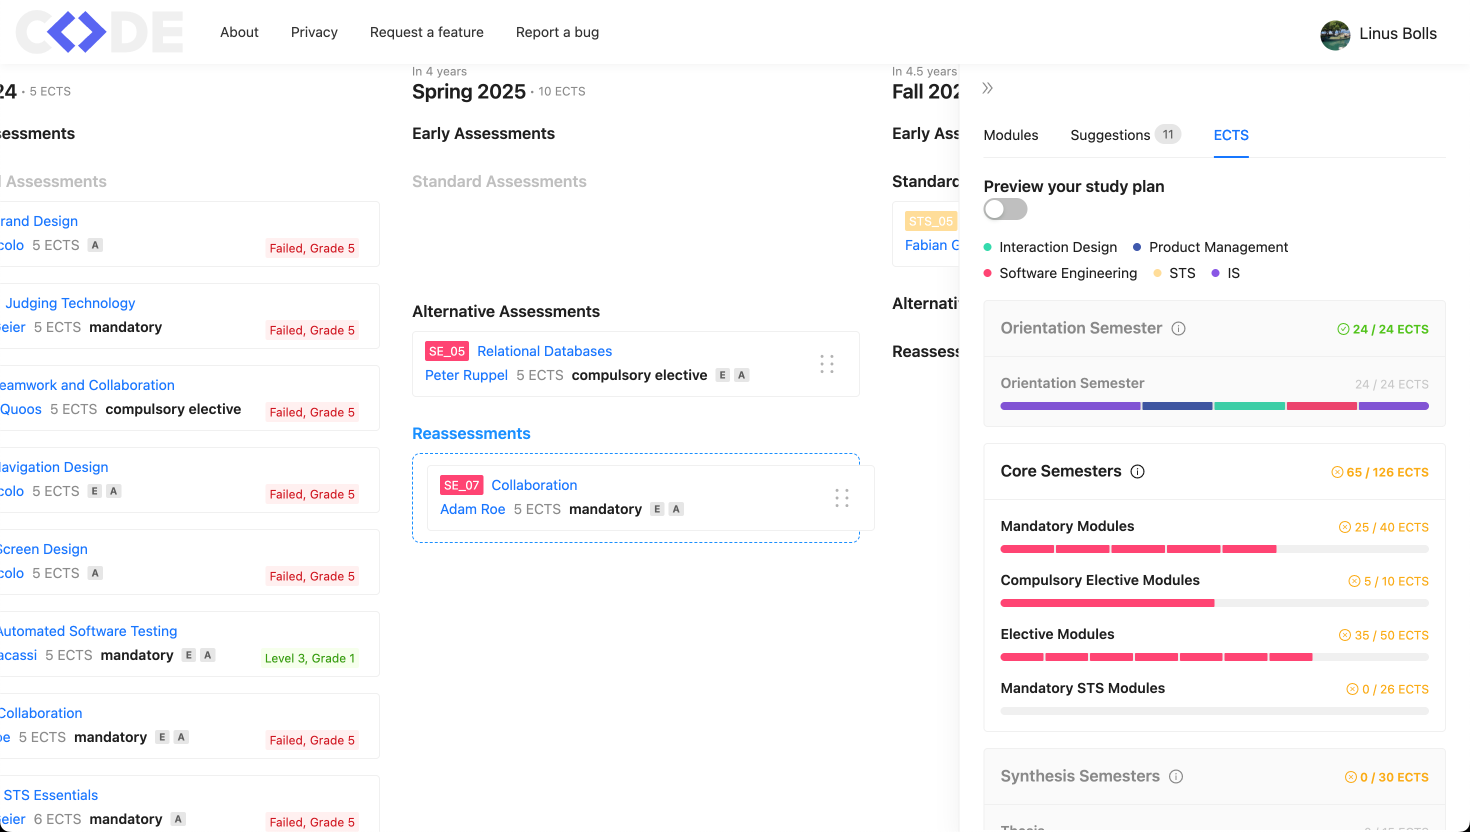 CODE
About Privacy Request a feature Report a bug
Linus Bolls
24 · 5 ECTS
sessments
Assessments
rand Design
colo 5 ECTS A
Failed, Grade 5
Judging Technology
eier 5 ECTS mandatory
Failed, Grade 5
eamwork and Collaboration
Quoos 5 ECTS compulsory elective
Failed, Grade 5
Navigation Design
colo 5 ECTS E A
Failed, Grade 5
Screen Design
colo 5 ECTS A
Failed, Grade 5
Automated Software Testing
acassi 5 ECTS mandatory E A
Level 3, Grade 1
Collaboration
oe 5 ECTS mandatory E A
Failed, Grade 5
STS Essentials
eier 6 ECTS mandatory A
Failed, Grade 5
In 4 years
Spring 2025 · 10 ECTS
Early Assessments
Standard Assessments
Alternative Assessments
SE_05 Relational Databases
Peter Ruppel 5 ECTS compulsory elective E A
Reassessments
SE_07 Collaboration
Adam Roe 5 ECTS mandatory E A
In 4.5 years
Fall 202
Early Ass
Standard
STS_05
Fabian G
Alternati
Reassess
Modules Suggestions 11 ECTS
Preview your study plan
Interaction Design Product Management
Software Engineering STS IS
Orientation Semester 24 / 24 ECTS
Orientation Semester 24 / 24 ECTS
Core Semesters 65 / 126 ECTS
Mandatory Modules 25 / 40 ECTS
Compulsory Elective Modules 5 / 10 ECTS
Elective Modules 35 / 50 ECTS
Mandatory STS Modules 0 / 26 ECTS
Synthesis Semesters 0 / 30 ECTS
Thesis 0 / 15 ECTS